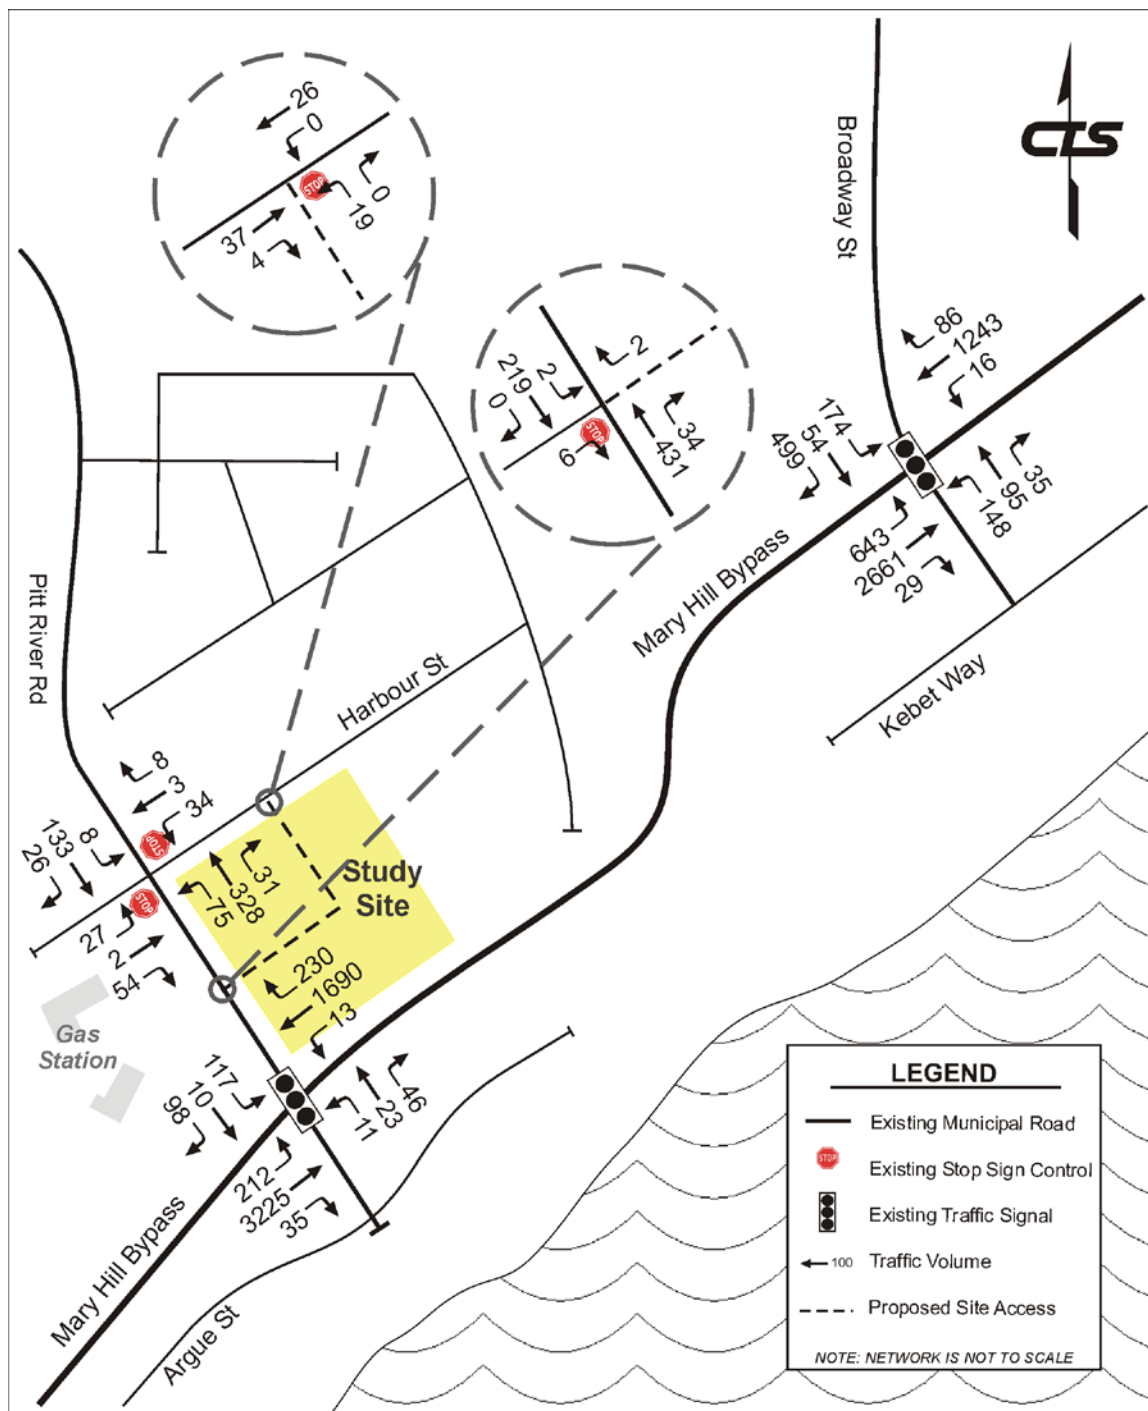 26
0
STOP
0
19
37
4
Broadway St
CTS
219
2
0
2
STOP
6
34
431
86
1243
16
174
54
499
35
95
148
643
2661
29
Mary Hill Bypass
Kebet Way
Pitt River Rd
Harbour St
8
3
34
STOP
8
133
26
STOP
31
328
75
27
2
54
Study
Site
230
1690
13
Gas
Station
117
10
98
46
23
11
212
3225
35
Mary Hill Bypass
Argue St
LEGEND
Existing Municipal Road
STOP
Existing Stop Sign Control
Existing Traffic Signal
100
Traffic Volume
Proposed Site Access
NOTE: NETWORK IS NOT TO SCALE